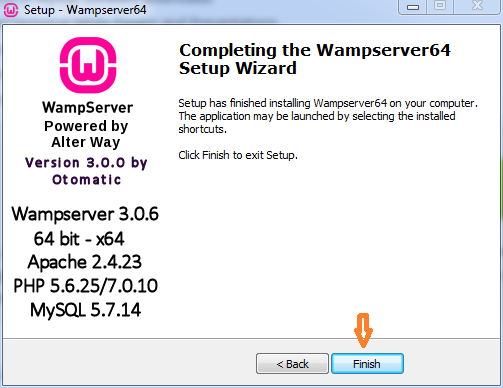 Setup - Wampserver64
WampServer
Powered by
Alter Way
Version 3.0.0 by
Otomatic
Wampserver 3.0.6
64 bit - x64
Apache 2.4.23
PHP 5.6.25/7.0.10
MySQL 5.7.14
Completing the Wampserver64
Setup Wizard
Setup has finished installing Wampserver64 on your computer.
The application may be launched by selecting the installed
shortcuts.
Click Finish to exit Setup.
< Back
Finish